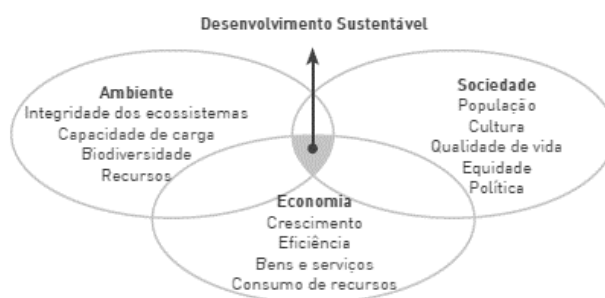 Desenvolvimento Sustentável
Ambiente
Integridade dos ecossistemas
Capacidade de carga
Biodiversidade
Recursos
Sociedade
População
Cultura
Qualidade de vida
Equidade
Política
Economia
Crescimento
Eficiência
Bens e serviços
Consumo de recursos